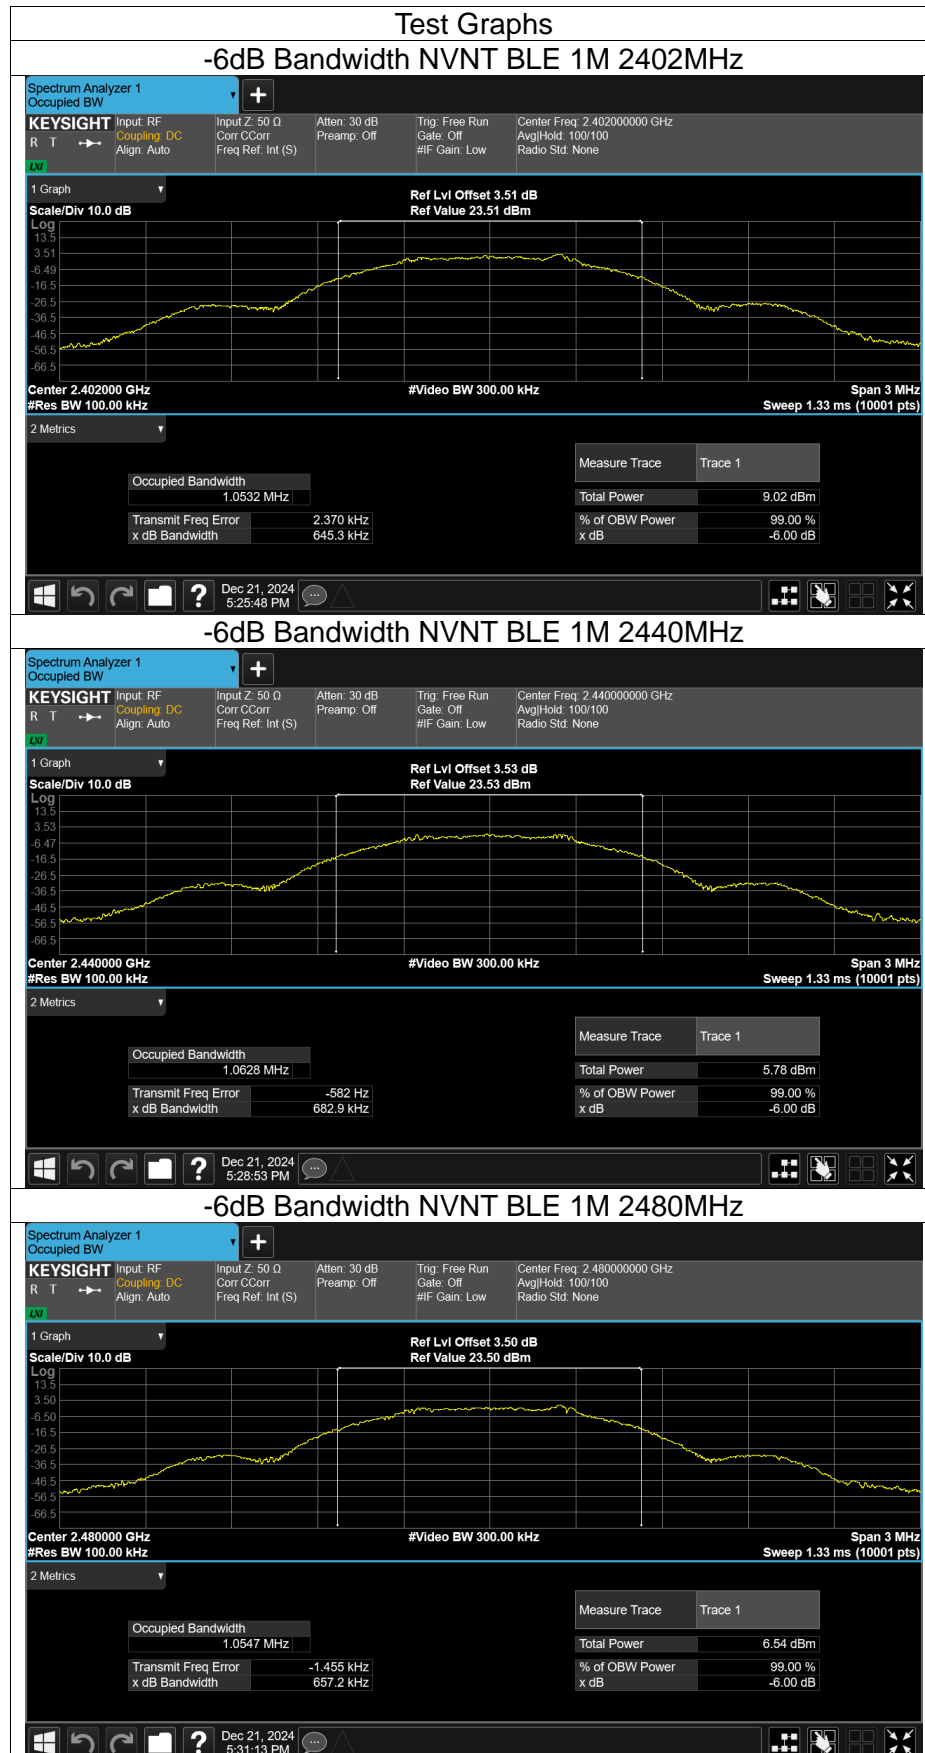 Test Graphs
-6dB Bandwidth NVNT BLE 1M 2402MHz
Spectrum Analyzer 1
Occupied BW
KEYSIGHT Input: RF Input Z: 50 Ω Atten: 30 dB Trig: Free Run Center Freq: 2.402000000 GHz
R T Coupling: DC Corr CCorr Preamp: Off Gate: Off Avg|Hold: 100/100
Align: Auto Freq Ref: Int (S) #IF Gain: Low Radio Std: None
LXI
1 Graph
Ref Lvl Offset 3.51 dB
Scale/Div 10.0 dB Ref Value 23.51 dBm
Log
13.5
3.51
-6.49
-16.5
-26.5
-36.5
-46.5
-56.5
-66.5
Center 2.402000 GHz #Video BW 300.00 kHz Span 3 MHz
#Res BW 100.00 kHz Sweep 1.33 ms (10001 pts)
2 Metrics
Measure Trace Trace 1
Occupied Bandwidth
1.0532 MHz Total Power 9.02 dBm
Transmit Freq Error 2.370 kHz % of OBW Power 99.00 %
x dB Bandwidth 645.3 kHz x dB -6.00 dB
? Dec 21, 2024
5:25:48 PM
-6dB Bandwidth NVNT BLE 1M 2440MHz
Spectrum Analyzer 1
Occupied BW
KEYSIGHT Input: RF Input Z: 50 Ω Atten: 30 dB Trig: Free Run Center Freq: 2.440000000 GHz
R T Coupling: DC Corr CCorr Preamp: Off Gate: Off Avg|Hold: 100/100
Align: Auto Freq Ref: Int (S) #IF Gain: Low Radio Std: None
LXI
1 Graph
Ref Lvl Offset 3.53 dB
Scale/Div 10.0 dB Ref Value 23.53 dBm
Log
13.5
3.53
-6.47
-16.5
-26.5
-36.5
-46.5
-56.5
-66.5
Center 2.440000 GHz #Video BW 300.00 kHz Span 3 MHz
#Res BW 100.00 kHz Sweep 1.33 ms (10001 pts)
2 Metrics
Measure Trace Trace 1
Occupied Bandwidth
1.0628 MHz Total Power 5.78 dBm
Transmit Freq Error -582 Hz % of OBW Power 99.00 %
x dB Bandwidth 682.9 kHz x dB -6.00 dB
? Dec 21, 2024
5:28:53 PM
-6dB Bandwidth NVNT BLE 1M 2480MHz
Spectrum Analyzer 1
Occupied BW
KEYSIGHT Input: RF Input Z: 50 Ω Atten: 30 dB Trig: Free Run Center Freq: 2.480000000 GHz
R T Coupling: DC Corr CCorr Preamp: Off Gate: Off Avg|Hold: 100/100
Align: Auto Freq Ref: Int (S) #IF Gain: Low Radio Std: None
LXI
1 Graph
Ref Lvl Offset 3.50 dB
Scale/Div 10.0 dB Ref Value 23.50 dBm
Log
13.5
3.50
-6.50
-16.5
-26.5
-36.5
-46.5
-56.5
-66.5
Center 2.480000 GHz #Video BW 300.00 kHz Span 3 MHz
#Res BW 100.00 kHz Sweep 1.33 ms (10001 pts)
2 Metrics
Measure Trace Trace 1
Occupied Bandwidth
1.0547 MHz Total Power 6.54 dBm
Transmit Freq Error -1.455 kHz % of OBW Power 99.00 %
x dB Bandwidth 657.2 kHz x dB -6.00 dB
? Dec 21, 2024
5:31:13 PM